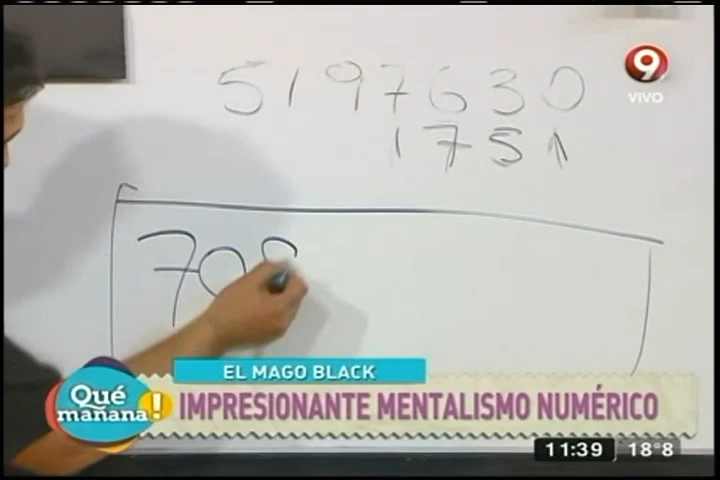 5197630
9
VIVO
1751
70
EL MAGO BLACK
Qué
mañana!
IMPRESIONANTE MENTALISMO NUMÉRICO
11:39 18°8